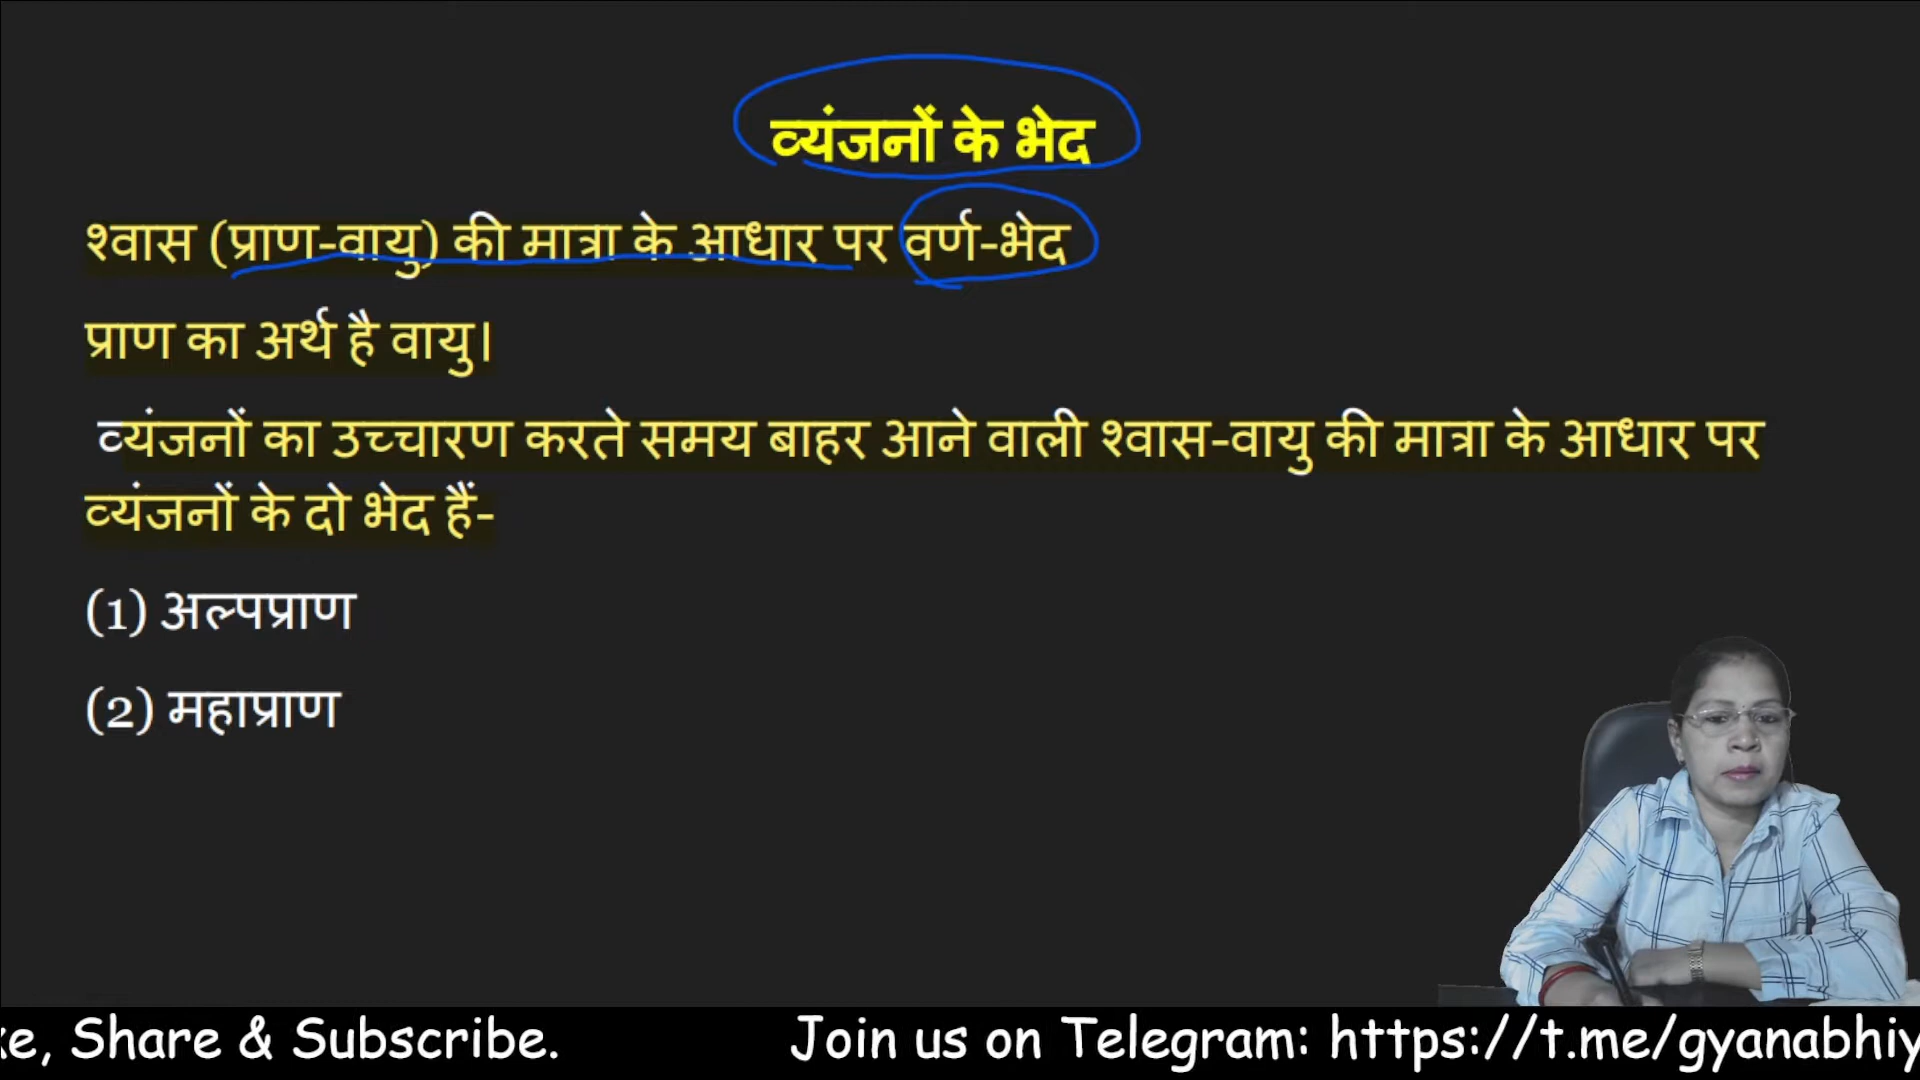 व्यंजनों के भेद
श्वास (प्राण-वायु) की मात्रा के आधार पर वर्ण-भेद
प्राण का अर्थ है वायु।
व्यंजनों का उच्चारण करते समय बाहर आने वाली श्वास-वायु की मात्रा के आधार पर
व्यंजनों के दो भेद हैं-
(1) अल्पप्राण
(2) महाप्राण
ke, Share & Subscribe. Join us on Telegram: https://t.me/gyanabhiy